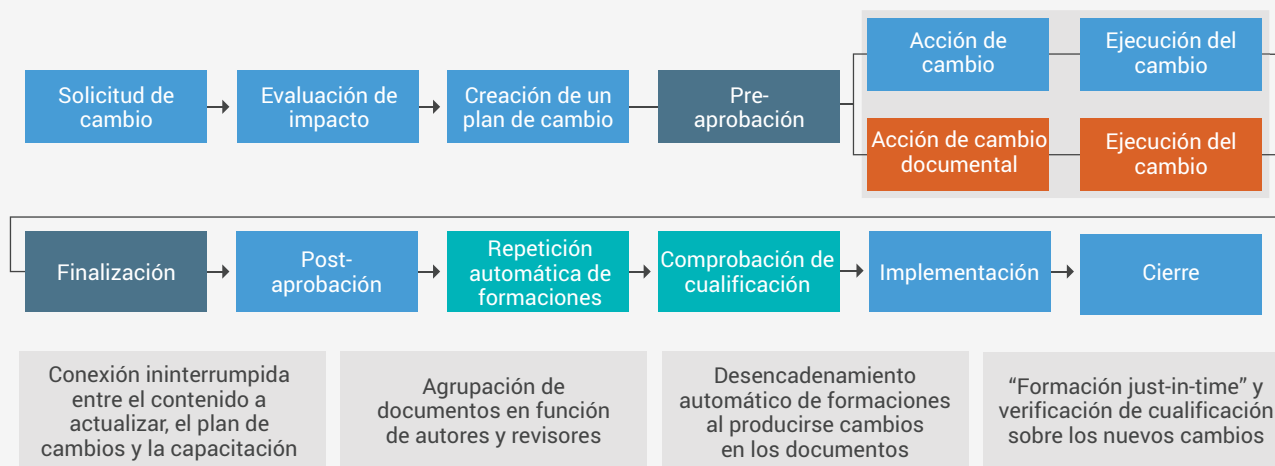 Solicitud de
cambio
Evaluación de
impacto
Creación de un
plan de cambio
Pre-
aprobación
Acción de
cambio
Ejecución del
cambio
Acción de cambio
documental
Ejecución del
cambio
Finalización
Post-
aprobación
Repetición
automática de
formaciones
Comprobación de
cualificación
Implementación
Cierre
Conexión ininterrumpida
entre el contenido a
actualizar, el plan de
cambios y la capacitación
Agrupación de
documentos en función
de autores y revisores
Desencadenamiento
automático de formaciones
al producirse cambios
en los documentos
“Formación just-in-time” y
verificación de cualificación
sobre los nuevos cambios